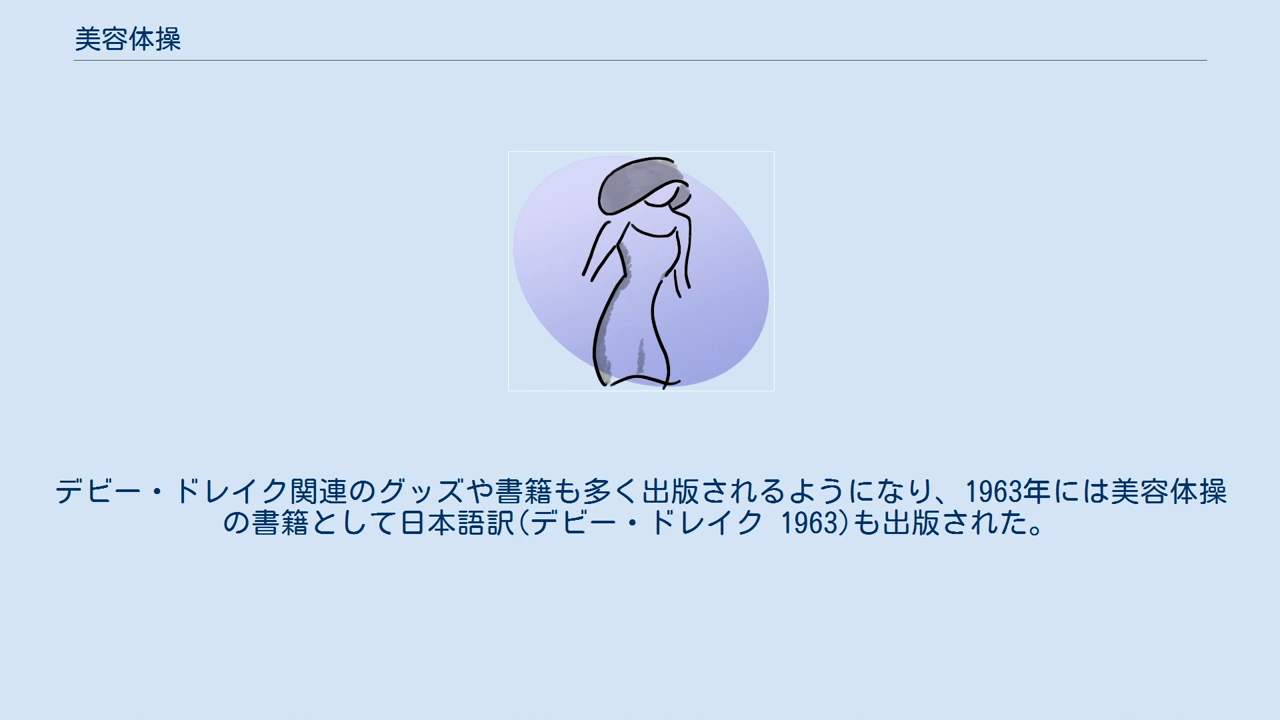 美容体操
デビー・ドレイク関連のグッズや書籍も多く出版されるようになり、1963年には美容体操
の書籍として日本語訳(デビー・ドレイク 1963)も出版された。